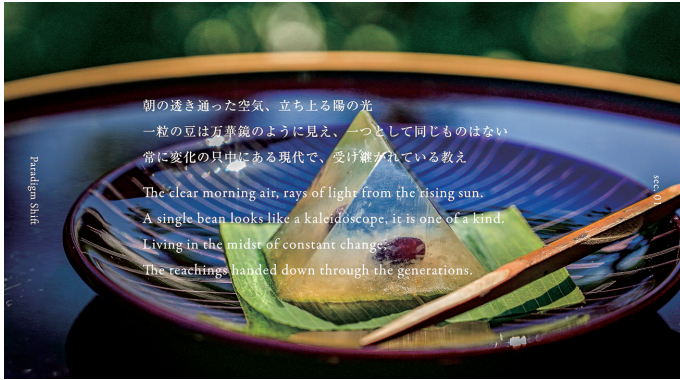 朝の透き通った空気、立ち上る陽の光
一粒の豆は万華鏡のように見え、一つとして同じものはない
常に変化の只中にある現代で、受け継がれている教え
The clear morning air, rays of light from the rising sun.
A single bean looks like a kaleidoscope, it is one of a kind.
Living in the midst of constant change.
The teachings handed down through the generations.
Paradigm Shift
sec. 01